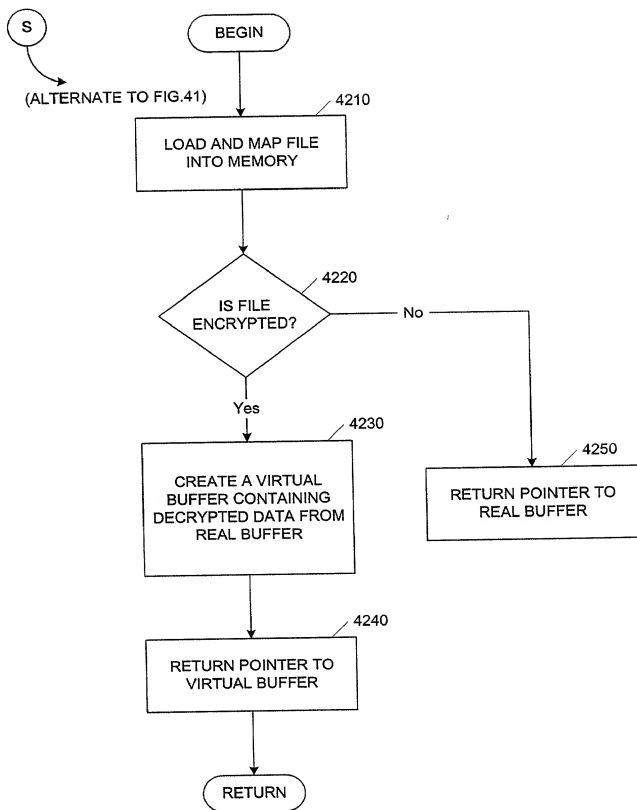 S
BEGIN
(ALTERNATE TO FIG.41)
4210
LOAD AND MAP FILE
INTO MEMORY
4220
IS FILE
ENCRYPTED?
No
Yes
4230
CREATE A VIRTUAL
BUFFER CONTAINING
DECRYPTED DATA FROM
REAL BUFFER
4250
RETURN POINTER TO
REAL BUFFER
4240
RETURN POINTER TO
VIRTUAL BUFFER
RETURN